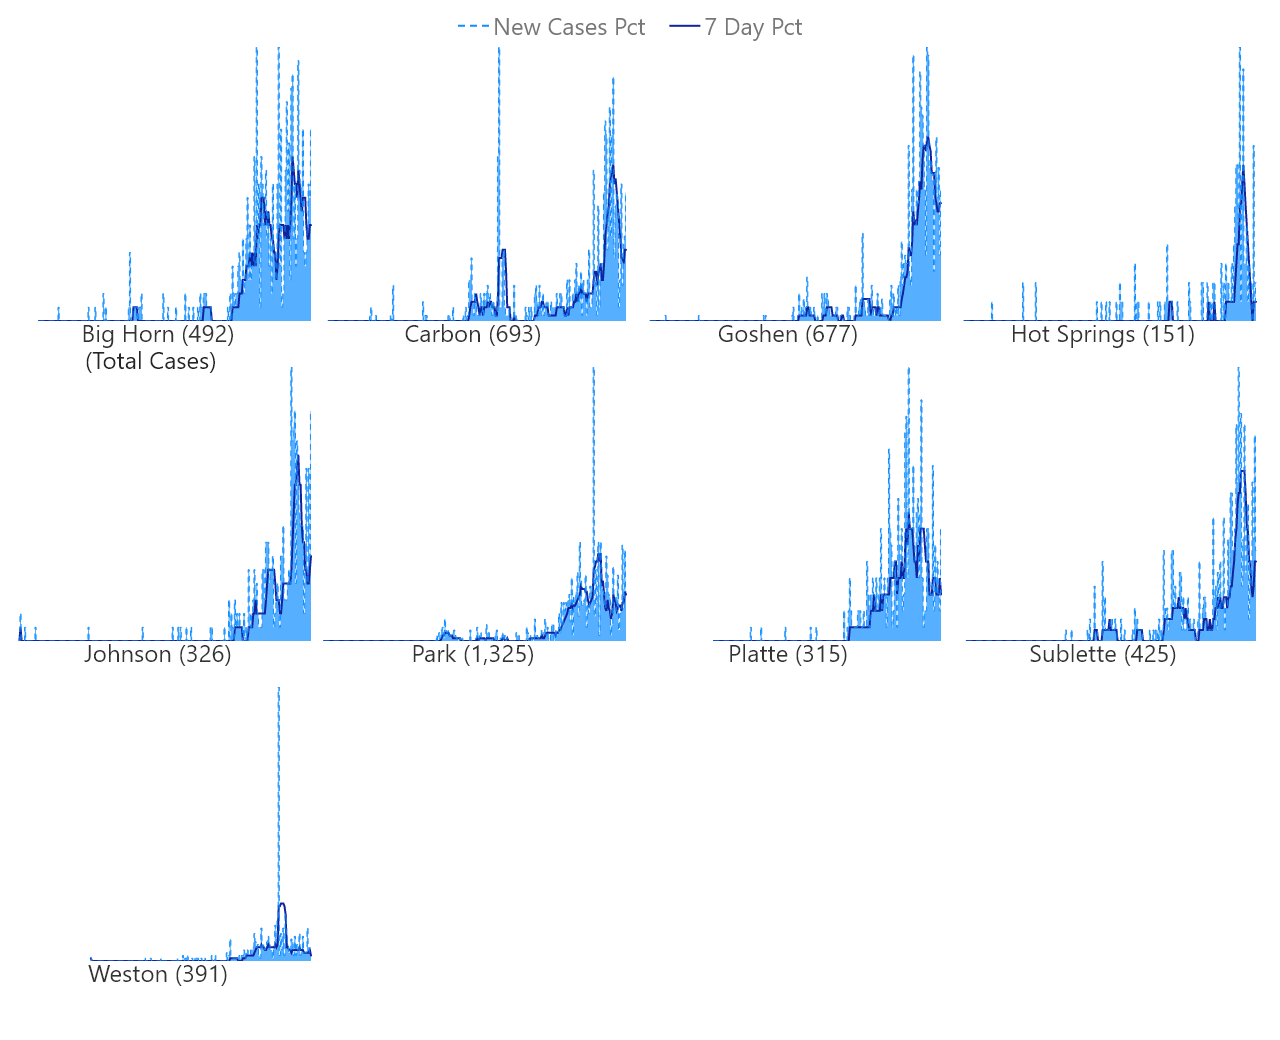 New Cases Pct 7 Day Pct
Big Horn (492) Carbon (693) Goshen (677) Hot Springs (151)
(Total Cases)
Johnson (326) Park (1,325) Platte (315) Sublette (425)
Weston (391)